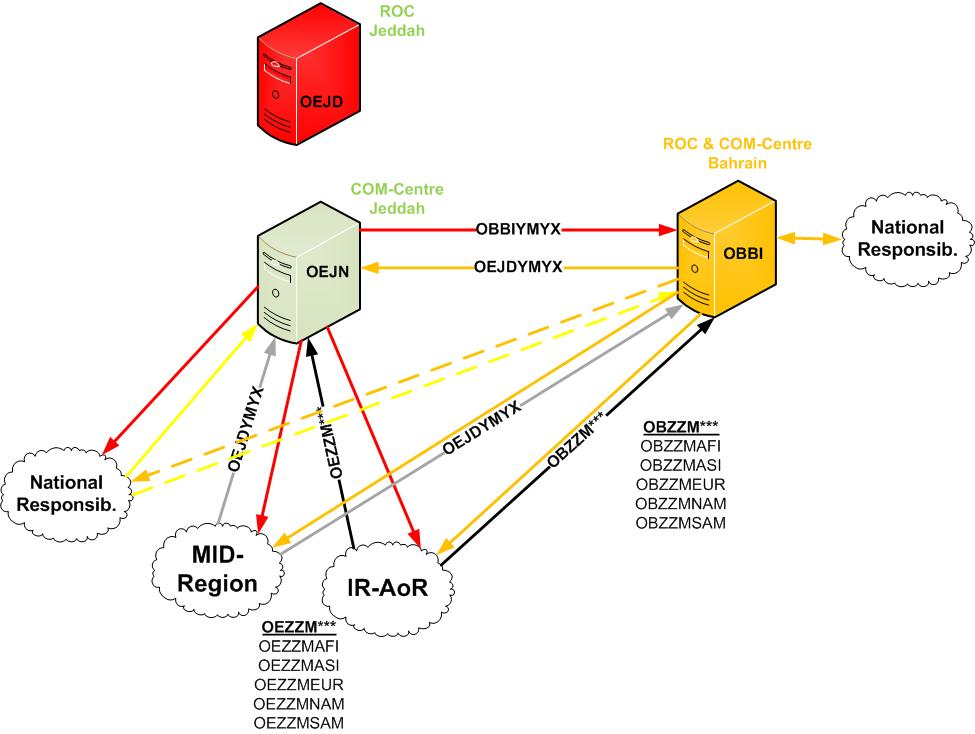 ROC
Jeddah
OEJD
ROC & COM-Centre
Bahrain
COM-Centre
Jeddah
OEJN
OBBIYMYX
OEJDYMYX
OBBI
National
Responsib.
OEJDYMYX
OEZZM***
OEJDYMYX
OBZZM***
OBZZM***
OBZZMAFI
OBZZMASI
OBZZMEUR
OBZZMNAM
OBZZMSAM
National
Responsib.
MID-
Region
IR-AoR
OEZZM***
OEZZMAFI
OEZZMASI
OEZZMEUR
OEZZMNAM
OEZZMSAM